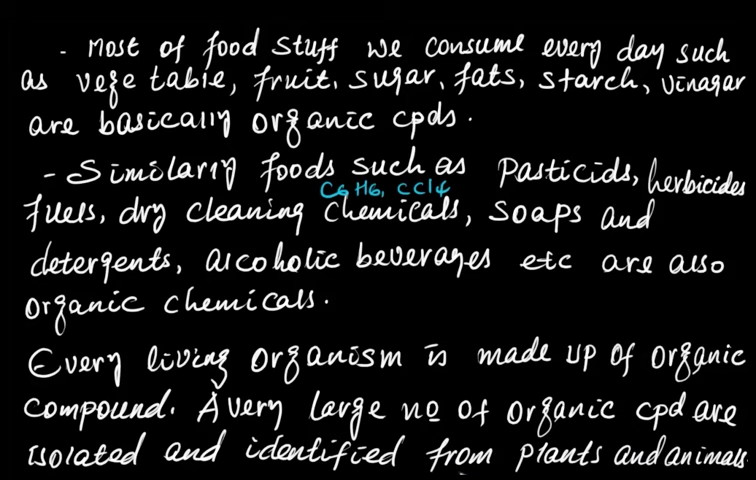 - Most of food stuff we consume every day such
as vegetable, fruit, sugar, fats, starch, vinagar
are basically organic cpds.
- Similarly foods such as Pasticids, herbicides
C6H6, CCl4
fuels, dry cleaning chemicals, soaps and
detergents, alcoholic beverages etc are also
organic chemicals.
Every living organism is made up of organic
compound. A very large no of organic cpd are
isolated and identified from plants and animals.